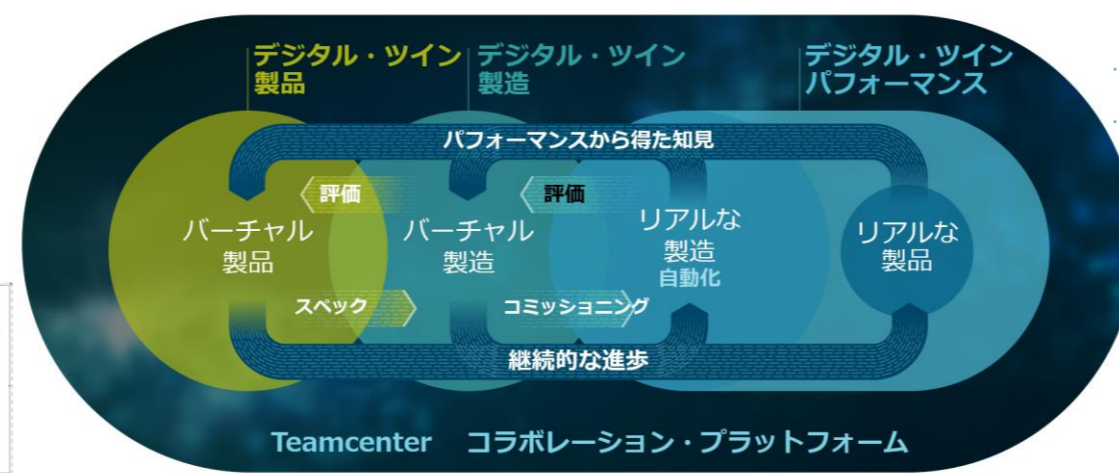 デジタル・ツイン
製品
デジタル・ツイン
製造
デジタル・ツイン
パフォーマンス
パフォーマンスから得た知見
評価
評価
バーチャル
製品
バーチャル
製造
リアルな
製造
自動化
リアルな
製品
スペック
コミッショニング
継続的な進歩
Teamcenter コラボレーション・プラットフォーム